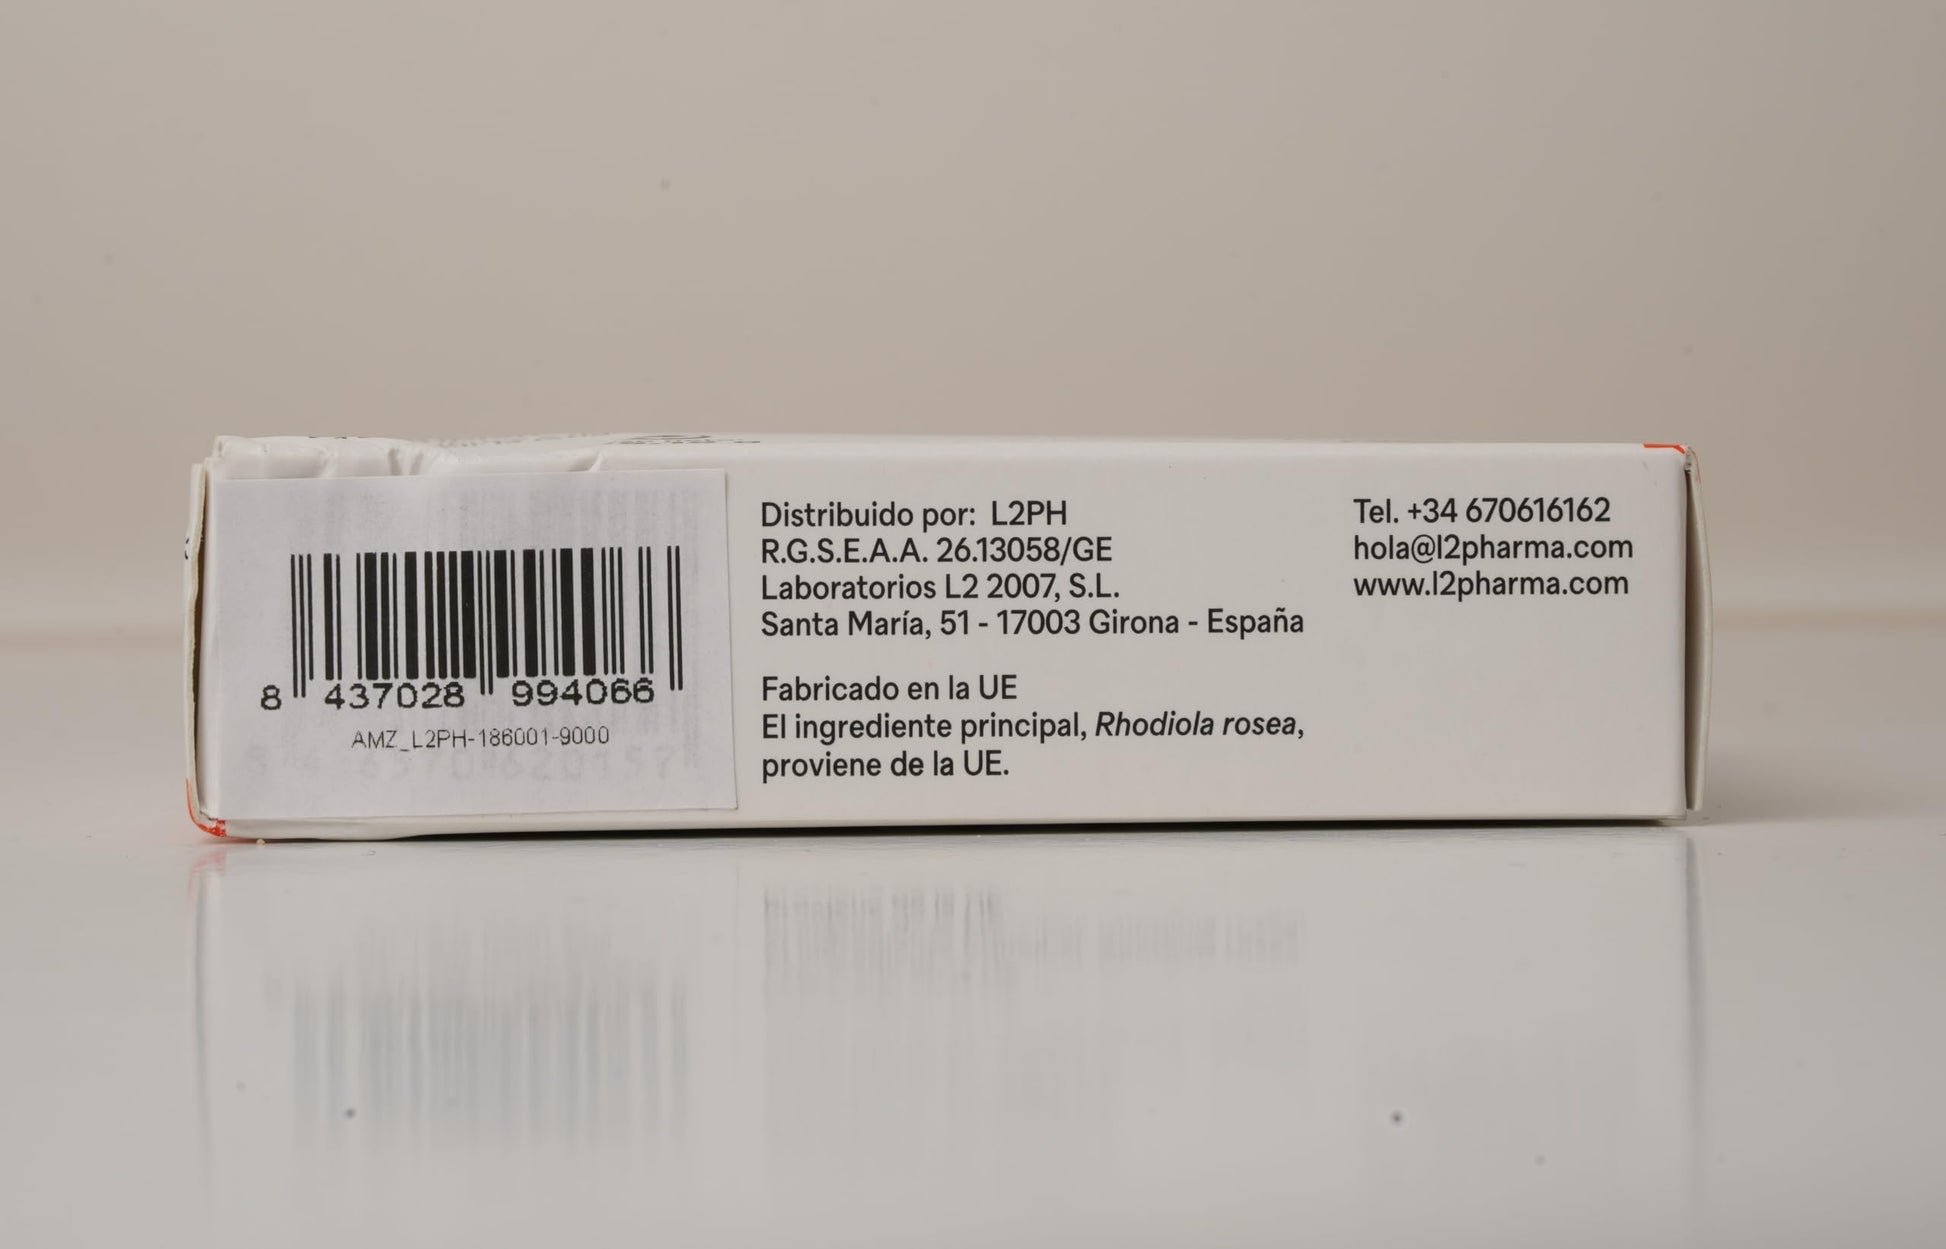 8 437028 994066
AMZ_L2PH-186001-9000
Distribuido por: L2PH
R.G.S.E.A.A. 26.13058/GE
Laboratorios L2 2007, S.L.
Santa María, 51 - 17003 Girona - España
Fabricado en la UE
El ingrediente principal, Rhodiola rosea,
proviene de la UE.
Tel. +34 670616162
hola@l2pharma.com
www.l2pharma.com